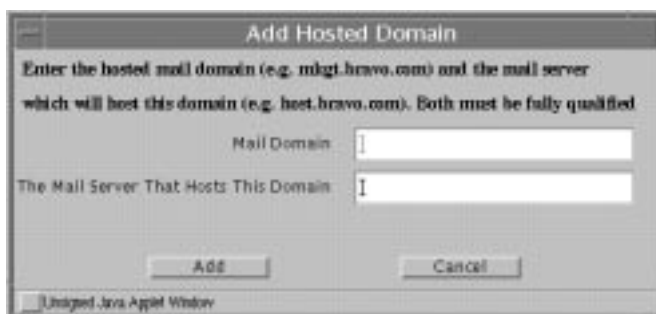 Add Hosted Domain
Enter the hosted mail domain (e.g. mkgt.bravo.com) and the mail server
which will host this domain (e.g. host.bravo.com). Both must be fully qualified
Mail Domain
The Mail Server That Hosts This Domain
Add Cancel
Unsigned Java Applet Window